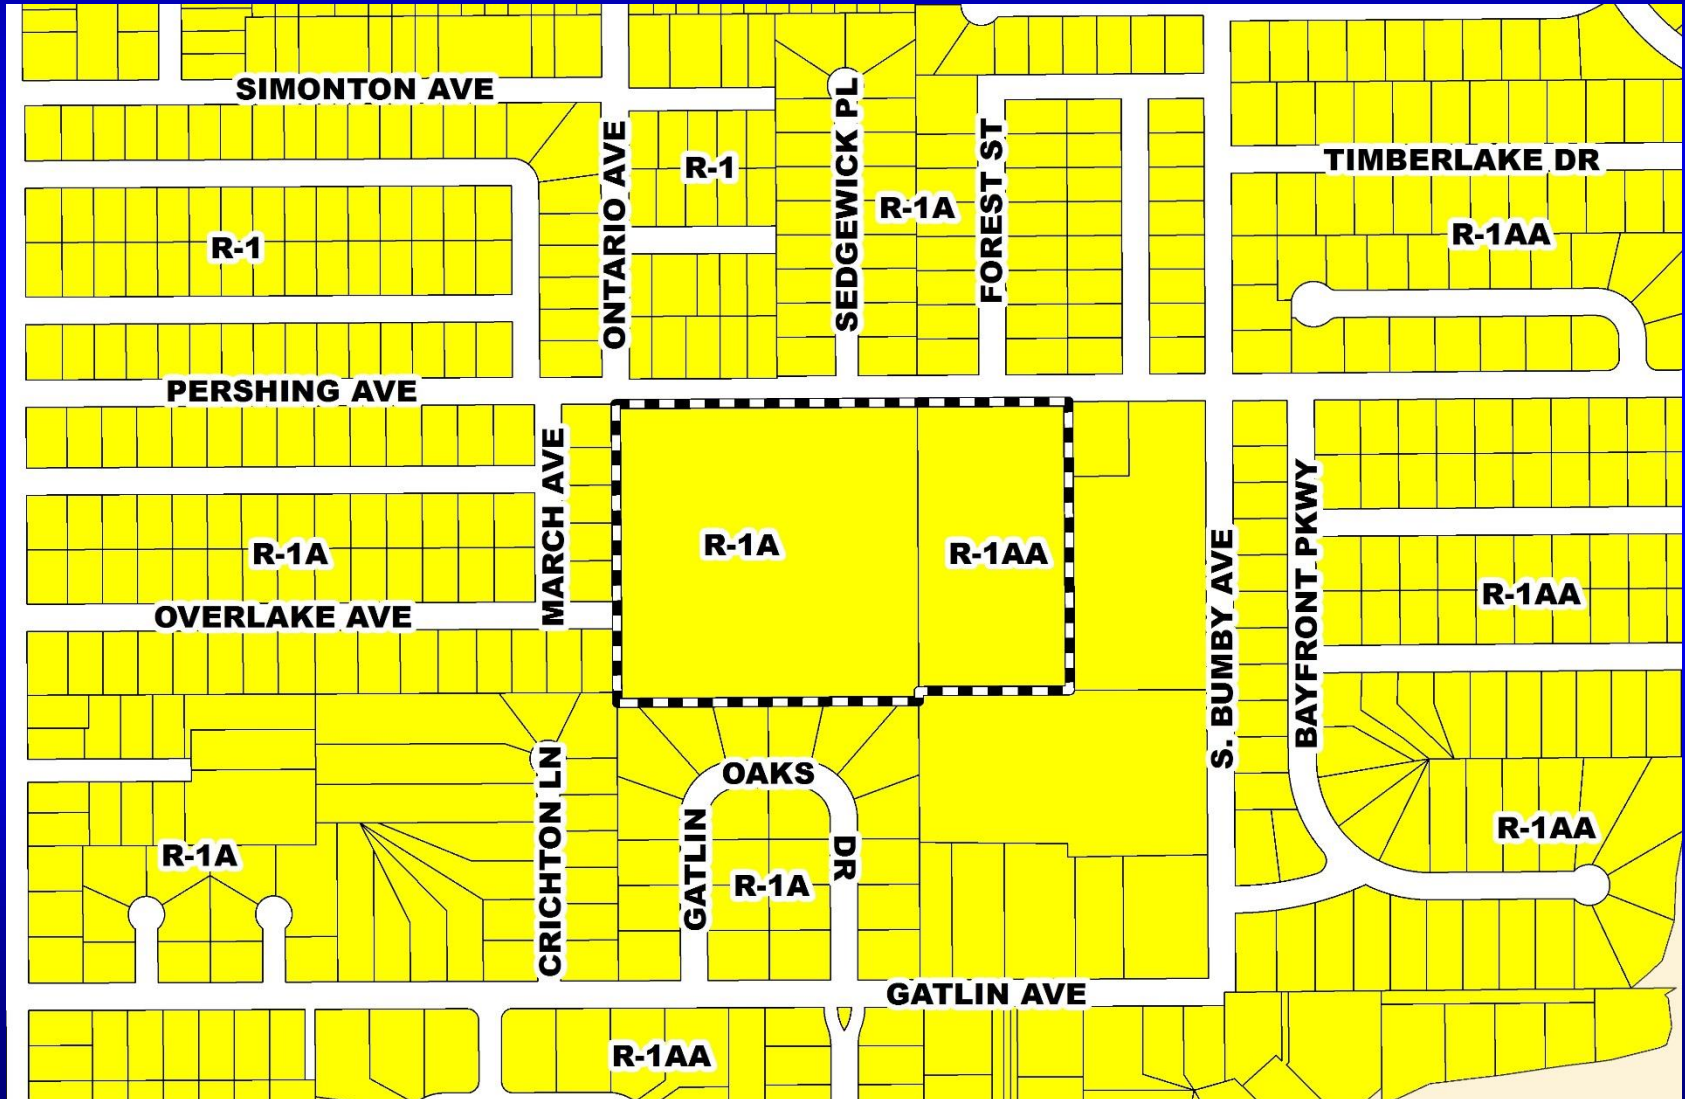 SIMONTON AVE
ONTARIO AVE
R-1
SEDGEWICK PL
R-1A
FOREST ST
TIMBERLAKE DR
R-1AA
R-1
PERSHING AVE
MARCH AVE
R-1A
R-1AA
R-1A
OVERLAKE AVE
S. BUMBY AVE
BAYFRONT PKWY
R-1AA
CRICHTON LN
GATLIN
OAKS
DR
R-1A
R-1A
R-1AA
GATLIN AVE
R-1AA